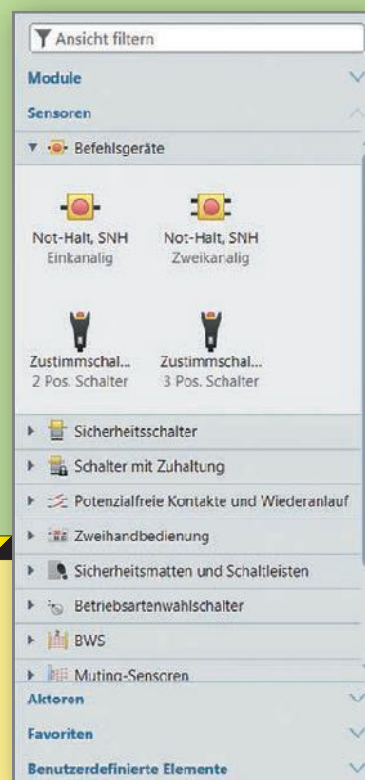 Ansicht filtern
Module
Sensoren
Befehlsgeräte
Not-Halt, SNH
Einkanalig
Not-Halt, SNH
Zweikanalig
Zustimmschal...
2 Pos. Schalter
Zustimmschal...
3 Pos. Schalter
Sicherheitsschalter
Schalter mit Zuhaltung
Potenzialfreie Kontakte und Wiederanlauf
Zweihandbedienung
Sicherheitsmatten und Schaltleisten
Betriebsartenwahlschalter
BWS
Muting-Sensoren
Aktoren
Favoriten
Benutzerdefinierte Elemente